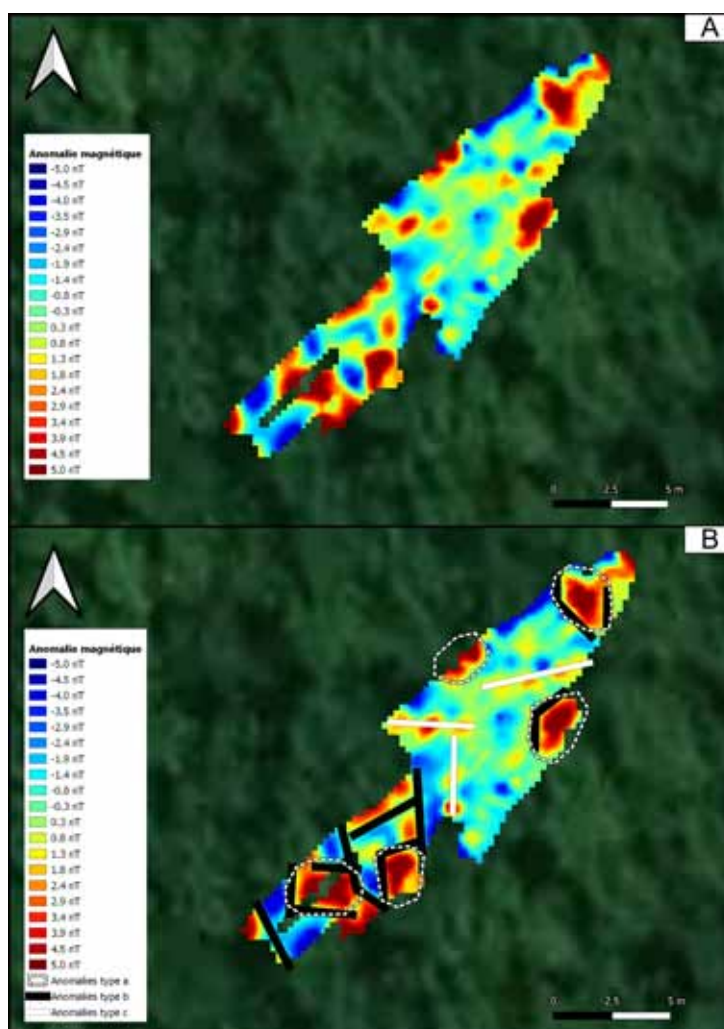 A
Anomalie magnétique
-5.0 nT
-4.5 nT
-4.0 nT
-3.5 nT
-2.9 nT
-2.4 nT
-1.9 nT
-1.4 nT
-0.8 nT
-0.3 nT
0.3 nT
0.8 nT
1.3 nT
1.8 nT
2.4 nT
2.9 nT
3.4 nT
3.9 nT
4.5 nT
5.0 nT
0 2.5 5 m
B
Anomalie magnétique
-5.0 nT
-4.5 nT
-4.0 nT
-3.5 nT
-2.9 nT
-2.4 nT
-1.9 nT
-1.4 nT
-0.8 nT
-0.3 nT
0.3 nT
0.8 nT
1.3 nT
1.8 nT
2.4 nT
2.9 nT
3.4 nT
3.9 nT
4.5 nT
5.0 nT
Anomalies type a
Anomalies type b
Anomalies type c
0 2.5 5 m